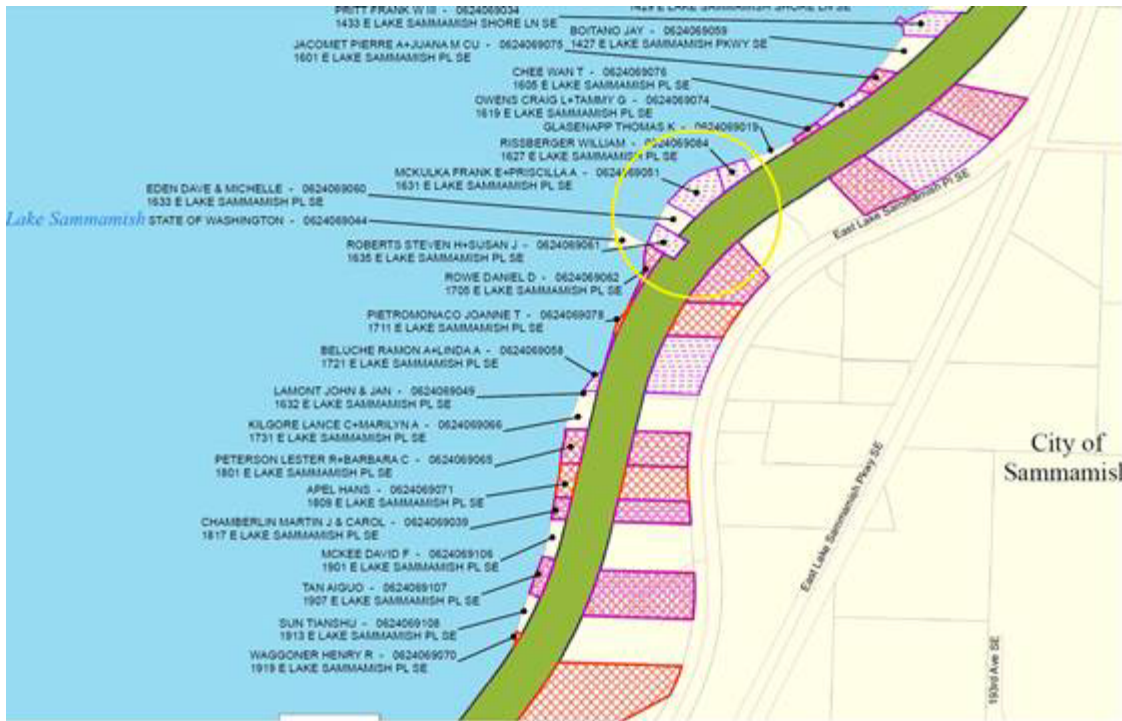 PRITT FRANK W III - 0624069034
1433 E LAKE SAMMAMISH SHORE LN SE
1429 E LAKE SAMMAMISH SHORE LN SE
BOITANO JAY - 0624069059
1427 E LAKE SAMMAMISH PKWY SE
JACOMET PIERRE A+JUANA M CU - 0624069075
1601 E LAKE SAMMAMISH PL SE
CHEE WAN T - 0624069076
1605 E LAKE SAMMAMISH PL SE
OWENS CRAIG L+TAMMY G - 0624069074
1619 E LAKE SAMMAMISH PL SE
GLASENAPP THOMAS K - 0624069019
RISSBERGER WILLIAM - 0624069084
1627 E LAKE SAMMAMISH PL SE
MCKULKA FRANK E+PRISCILLA A - 0624069051
1631 E LAKE SAMMAMISH PL SE
EDEN DAVE & MICHELLE - 0624069060
1633 E LAKE SAMMAMISH PL SE
Lake Sammamish
STATE OF WASHINGTON - 0624069044
ROBERTS STEVEN H+SUSAN J - 0624069061
1635 E LAKE SAMMAMISH PL SE
East Lake Sammamish Pl SE
ROWE DANIEL D - 0624069062
1705 E LAKE SAMMAMISH PL SE
PIETROMONACO JOANNE T - 0624069078
1711 E LAKE SAMMAMISH PL SE
BELUCHE RAMON A+LINDA A - 0624069058
1721 E LAKE SAMMAMISH PL SE
LAMONT JOHN & JAN - 0624069049
1632 E LAKE SAMMAMISH PL SE
KILGORE LANCE C+MARILYN A - 0624069066
1731 E LAKE SAMMAMISH PL SE
PETERSON LESTER R+BARBARA C - 0624069065
1801 E LAKE SAMMAMISH PL SE
City of
Sammamish
APEL HANS - 0624069071
1809 E LAKE SAMMAMISH PL SE
CHAMBERLIN MARTIN J & CAROL - 0624069039
1817 E LAKE SAMMAMISH PL SE
East Lake Sammamish Pkwy SE
MCKEE DAVID F - 0624069106
1901 E LAKE SAMMAMISH PL SE
TAN AIGUO - 0624069107
1907 E LAKE SAMMAMISH PL SE
SUN TIANSHU - 0624069108
1913 E LAKE SAMMAMISH PL SE
WAGGONER HENRY R - 0624069070
1919 E LAKE SAMMAMISH PL SE
193rd Ave SE